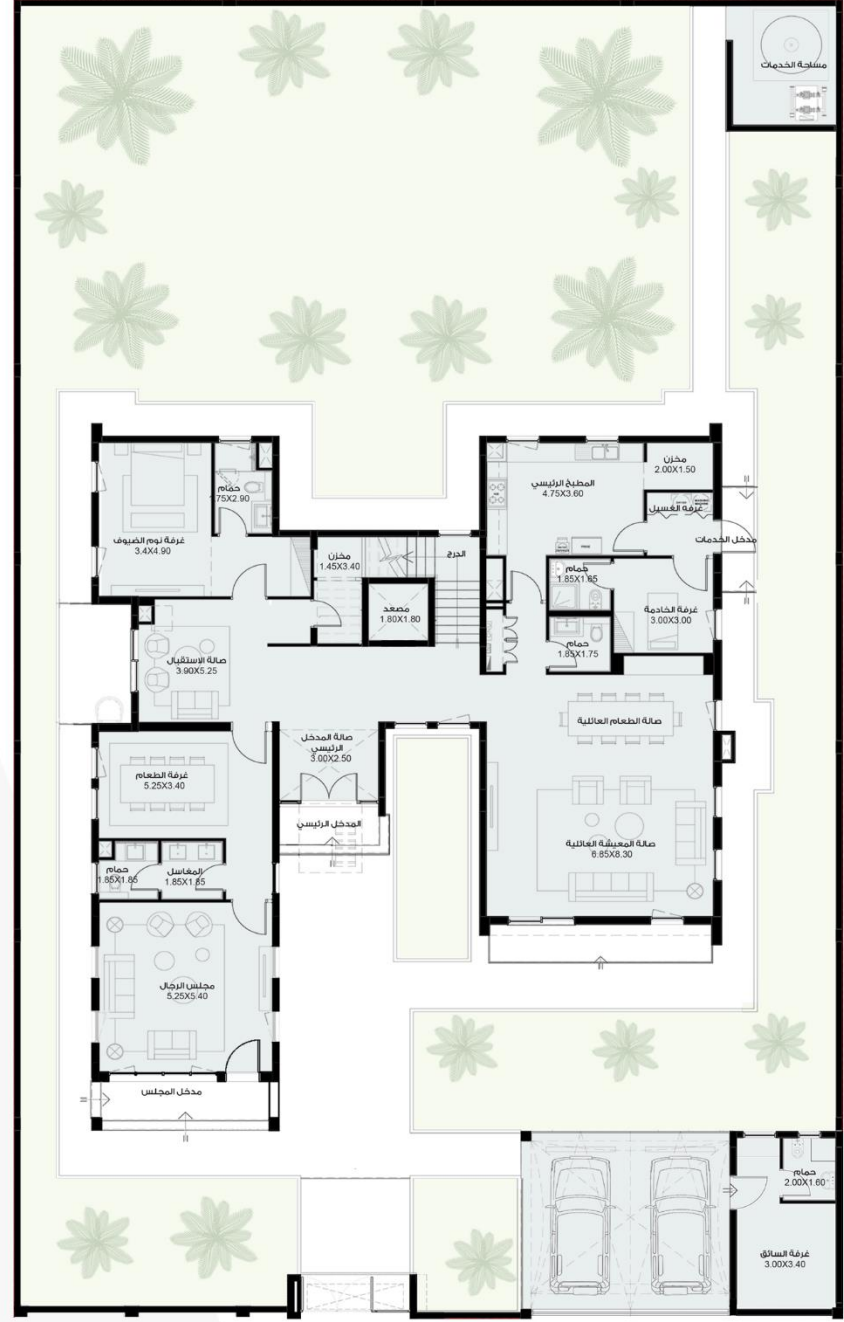 مساحة الخدمات
مخزن
2.00X1.50
المطبخ الرئيسي
4.75X3.60
حمام
1.75X2.90
غرفة الغسيل
مدخل الخدمات
غرفة نوم الضيوف
3.4X4.90
مخزن
1.45X3.40
الدرج
حمام
1.85X1.65
غرفة الخادمة
3.00X3.00
مصعد
1.80X1.80
حمام
1.85X1.75
صالة الاستقبال
3.90X5.25
صالة الطعام العائلية
صالة المدخل
الرئيسي
3.00X2.50
غرفة الطعام
5.25X3.40
المدخل الرئيسي
صالة المعيشة العائلية
6.85X8.30
حمام
1.85X1.85
المغاسل
1.85X1.85
مجلس الرجال
5.25X5.40
مدخل المجلس
حمام
2.00X1.60
غرفة السائق
3.00X3.40